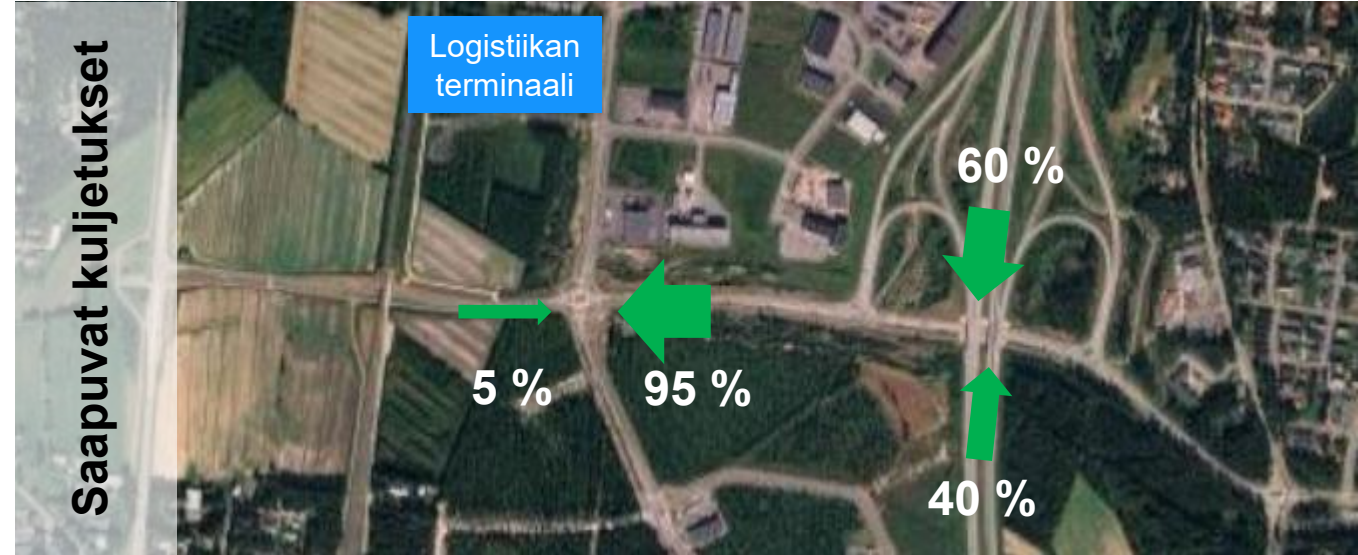 Saapuvat kuljetukset
Logistiikan
terminaali
60 %
5 %
95 %
40 %